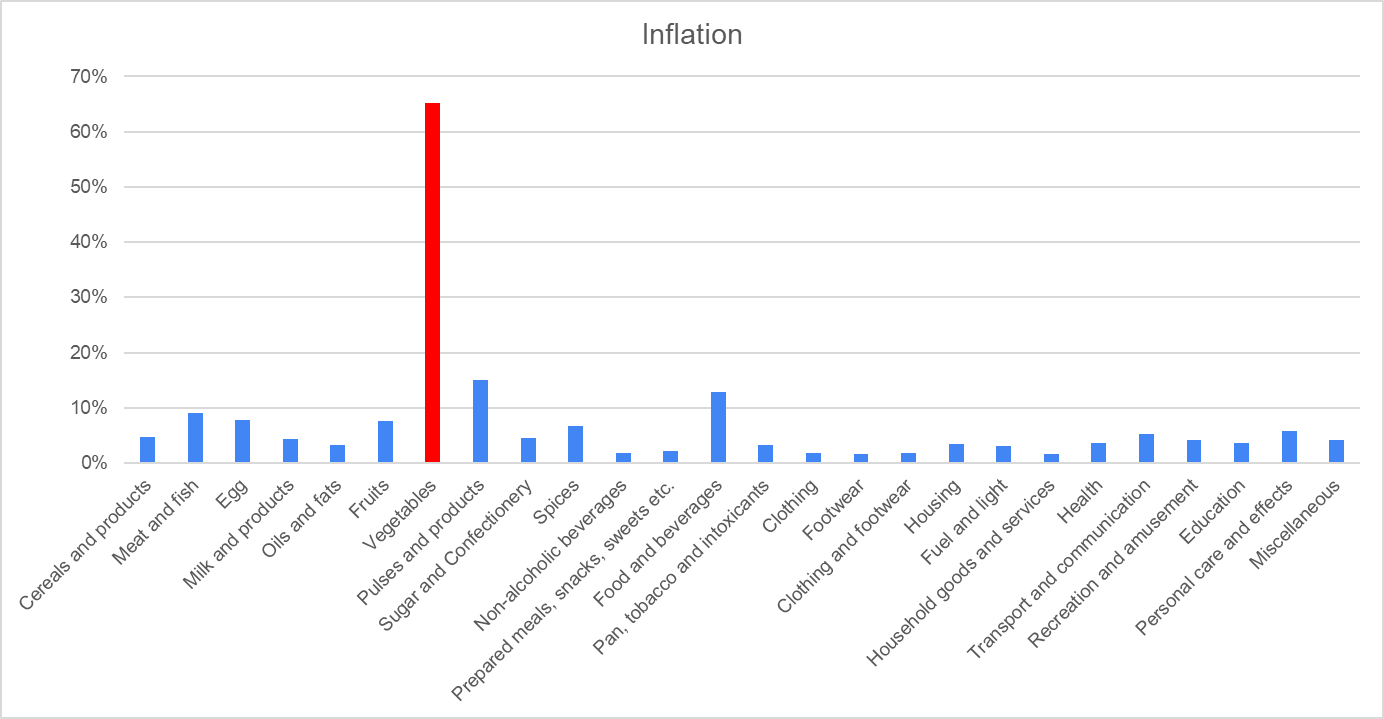 Inflation
70%
60%
50%
40%
30%
20%
10%
0%
Cereals and products
Meat and fish
Egg
Milk and products
Oils and fats
Fruits
Vegetables
Pulses and products
Sugar and Confectionery
Spices
Non-alcoholic beverages
Prepared meals, snacks, sweets etc.
Food and beverages
Pan, tobacco and intoxicants
Clothing
Footwear
Clothing and footwear
Housing
Fuel and light
Household goods and services
Health
Transport and communication
Recreation and amusement
Education
Personal care and effects
Miscellaneous